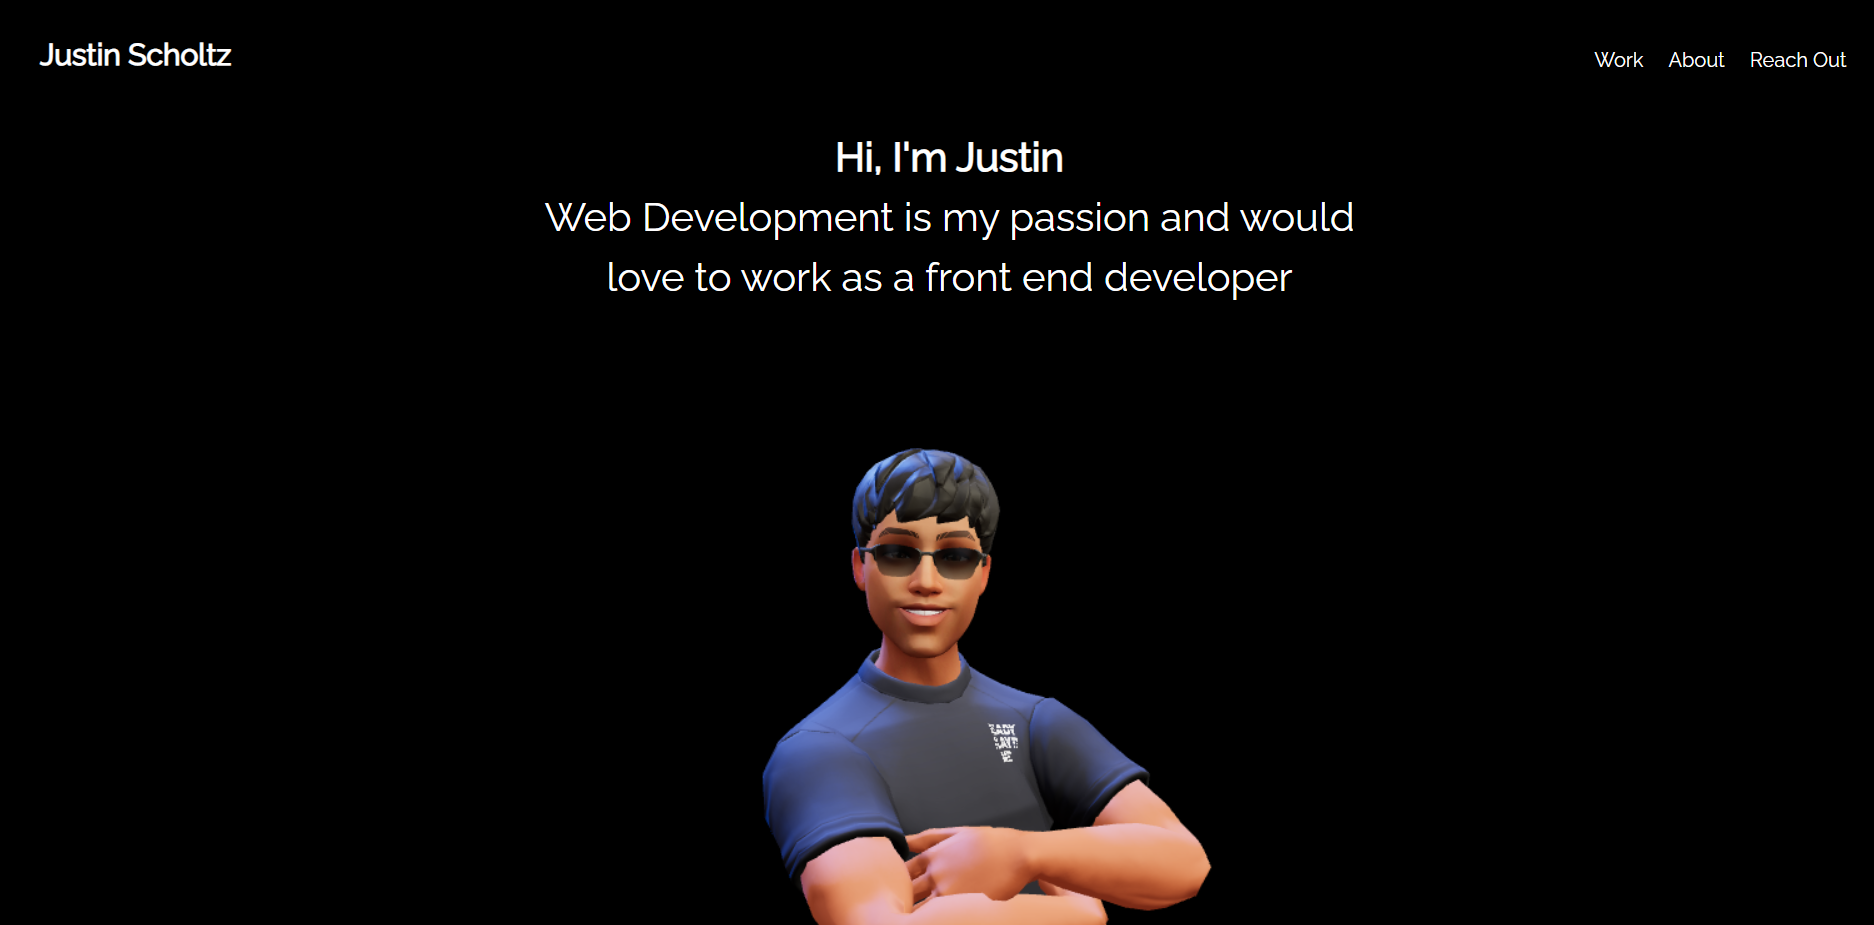 Justin Scholtz
Work About Reach Out
Hi, I'm Justin
Web Development is my passion and would
love to work as a front end developer